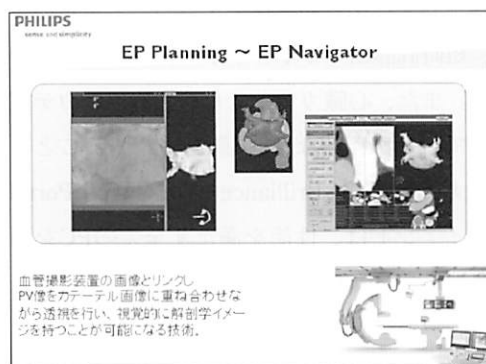 PHILIPS
sense and simplicity
EP Planning ～ EP Navigator
血管撮影装置の画像とリンクし
PV像をカテーテル画像に重ね合わせな
がら透視を行い、視覚的に解剖学イメー
ジを持つことが可能になる技術。